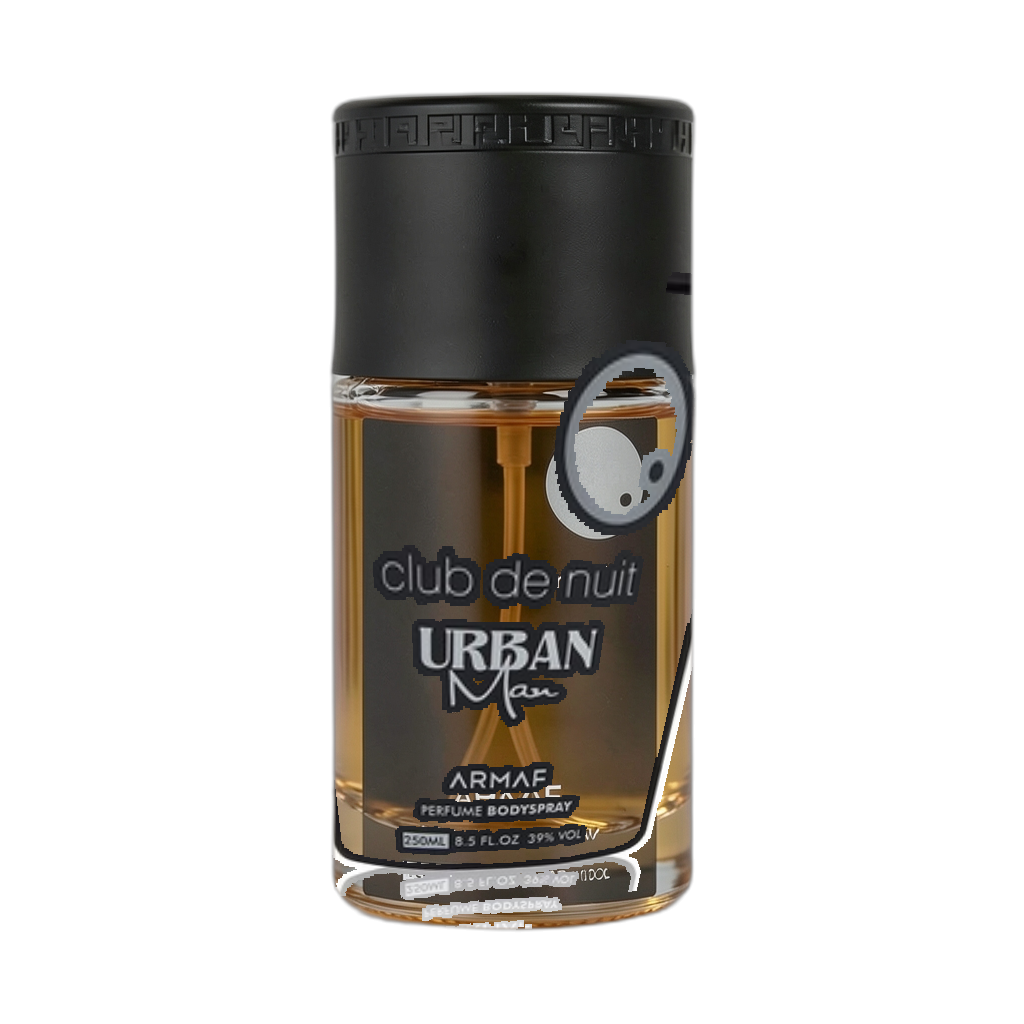 club de nuit
URBAN
Man
ARMAF
PERFUME BODYSPRAY
250ML 8.5 FL.OZ 39% VOL